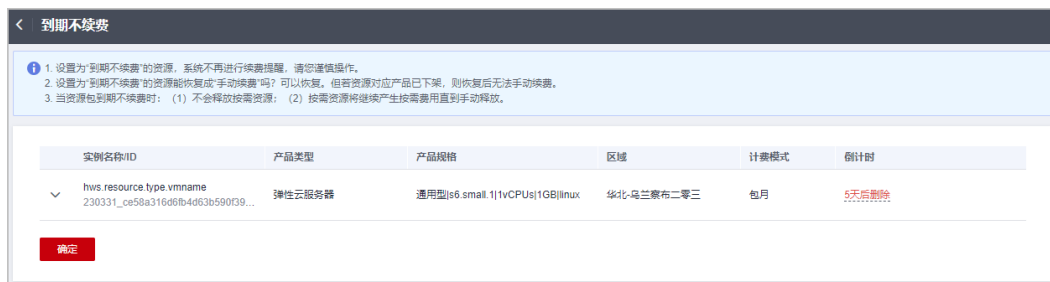 到期不续费
1. 设置为“到期不续费”的资源，系统不再进行续费提醒，请您谨慎操作。
2. 设置为“到期不续费”的资源能恢复成“手动续费”吗？可以恢复。但若资源对应产品已下架，则恢复后无法手动续费。
3. 当资源包到期不续费时：（1）不会释放按需资源；（2）按需资源将继续产生按需费用直到手动释放。
实例名称/ID 产品类型 产品规格 区域 计费模式 倒计时
hws.resource.type.vmname
230331_ce58a316d6fb4d63b590f39... 弹性云服务器 通用型|s6.small.1|1vCPUs|1GB|linux 华北-乌兰察布二零三 包月 5天后删除
确定